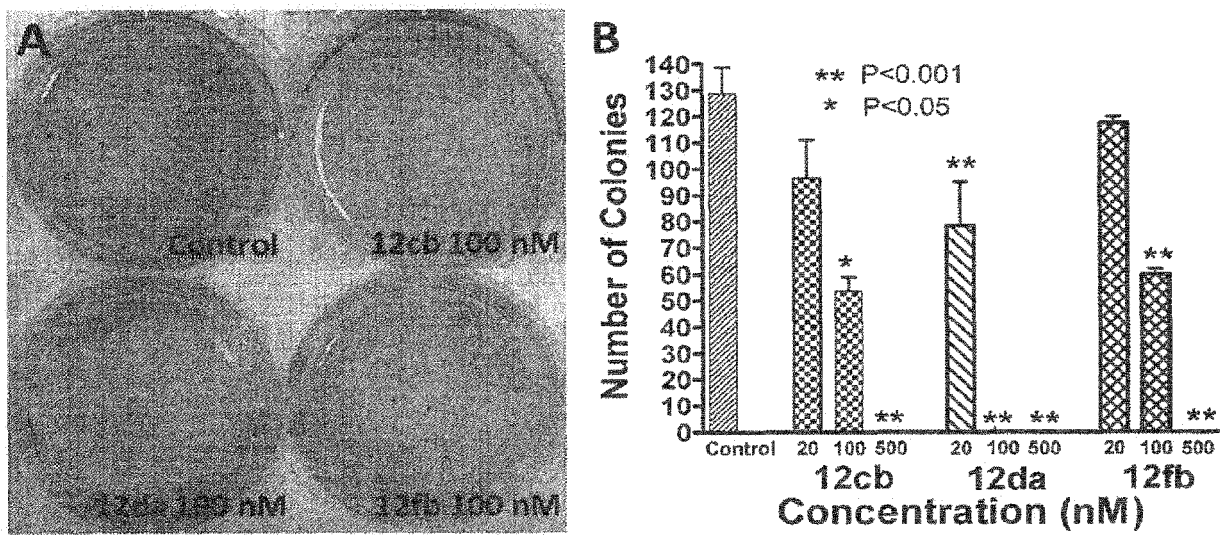 A
Control
12cb 100 nM
12da 100 nM
12fb 100 nM
B
** P<0.001
* P<0.05
Number of Colonies
140
130
120
110
100
90
80
70
60
50
40
30
20
10
0
**
*
**
** ** **
**
Control 20 100 500 20 100 500 20 100 500
12cb 12da 12fb
Concentration (nM)